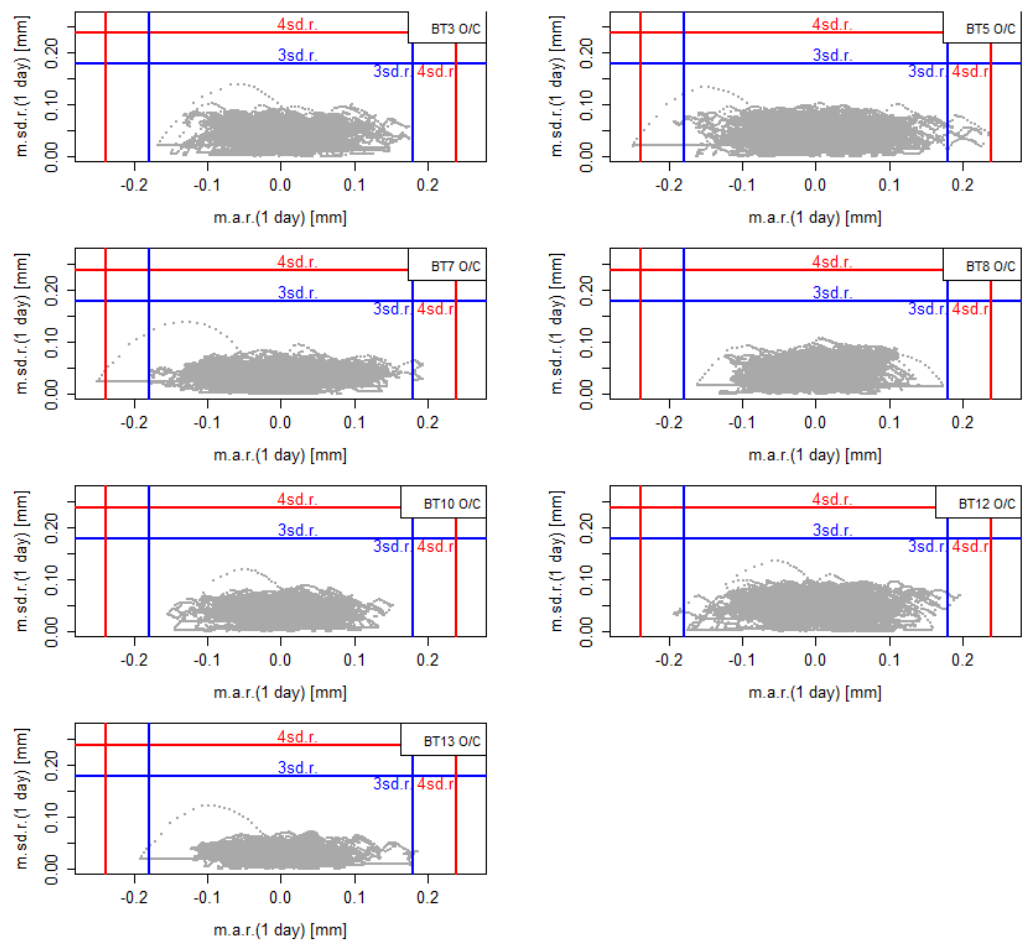 4sd.r.
BT3 O/C
3sd.r.
3sd.r. 4sd.r
m.sd.r.(1 day) [mm]
0.00 0.10 0.20
-0.2 -0.1 0.0 0.1 0.2
m.a.r.(1 day) [mm]
4sd.r.
BT5 O/C
3sd.r.
3sd.r. 4sd.r
m.sd.r.(1 day) [mm]
0.00 0.10 0.20
-0.2 -0.1 0.0 0.1 0.2
m.a.r.(1 day) [mm]
4sd.r.
BT7 O/C
3sd.r.
3sd.r. 4sd.r
m.sd.r.(1 day) [mm]
0.00 0.10 0.20
-0.2 -0.1 0.0 0.1 0.2
m.a.r.(1 day) [mm]
4sd.r.
BT8 O/C
3sd.r.
3sd.r. 4sd.r
m.sd.r.(1 day) [mm]
0.00 0.10 0.20
-0.2 -0.1 0.0 0.1 0.2
m.a.r.(1 day) [mm]
4sd.r.
BT10 O/C
3sd.r.
3sd.r. 4sd.r
m.sd.r.(1 day) [mm]
0.00 0.10 0.20
-0.2 -0.1 0.0 0.1 0.2
m.a.r.(1 day) [mm]
4sd.r.
BT12 O/C
3sd.r.
3sd.r. 4sd.r
m.sd.r.(1 day) [mm]
0.00 0.10 0.20
-0.2 -0.1 0.0 0.1 0.2
m.a.r.(1 day) [mm]
4sd.r.
BT13 O/C
3sd.r.
3sd.r. 4sd.r
m.sd.r.(1 day) [mm]
0.00 0.10 0.20
-0.2 -0.1 0.0 0.1 0.2
m.a.r.(1 day) [mm]